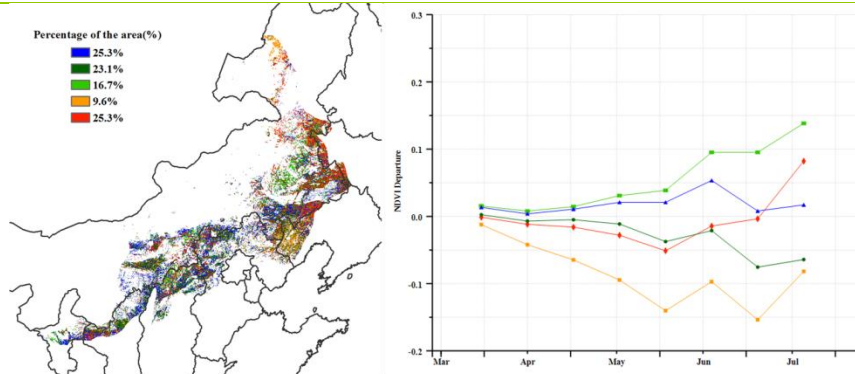 Percentage of the area(%)
25.3%
23.1%
16.7%
9.6%
25.3%
0.3
0.2
0.1
0.0
-0.1
-0.2
NDVI Departure
Mar
Apr
May
Jun
Jul